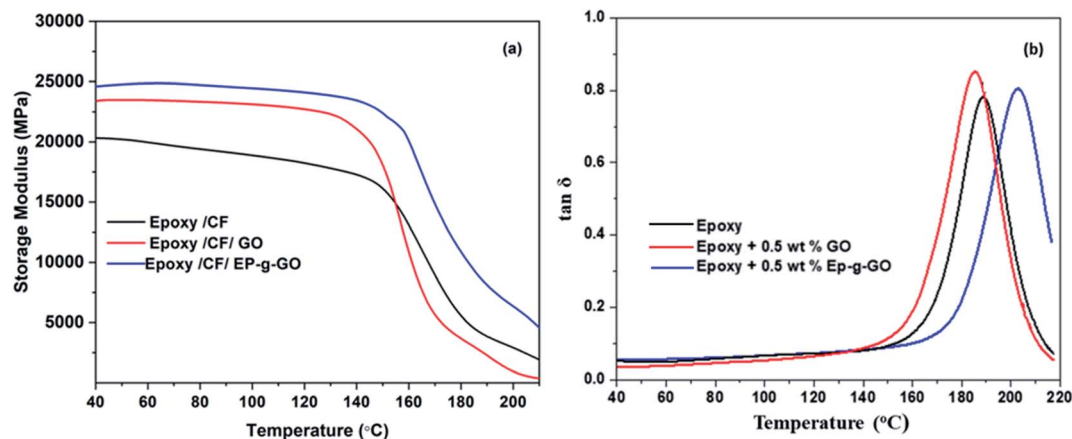 30000
25000
20000
15000
10000
5000
Storage Modulus (MPa)
(a)
Epoxy /CF
Epoxy /CF/ GO
Epoxy /CF/ EP-g-GO
40 60 80 100 120 140 160 180 200
Temperature (°C)
1.0
0.8
0.6
0.4
0.2
0.0
tan δ
(b)
Epoxy
Epoxy + 0.5 wt % GO
Epoxy + 0.5 wt % Ep-g-GO
40 60 80 100 120 140 160 180 200 220
Temperature (°C)